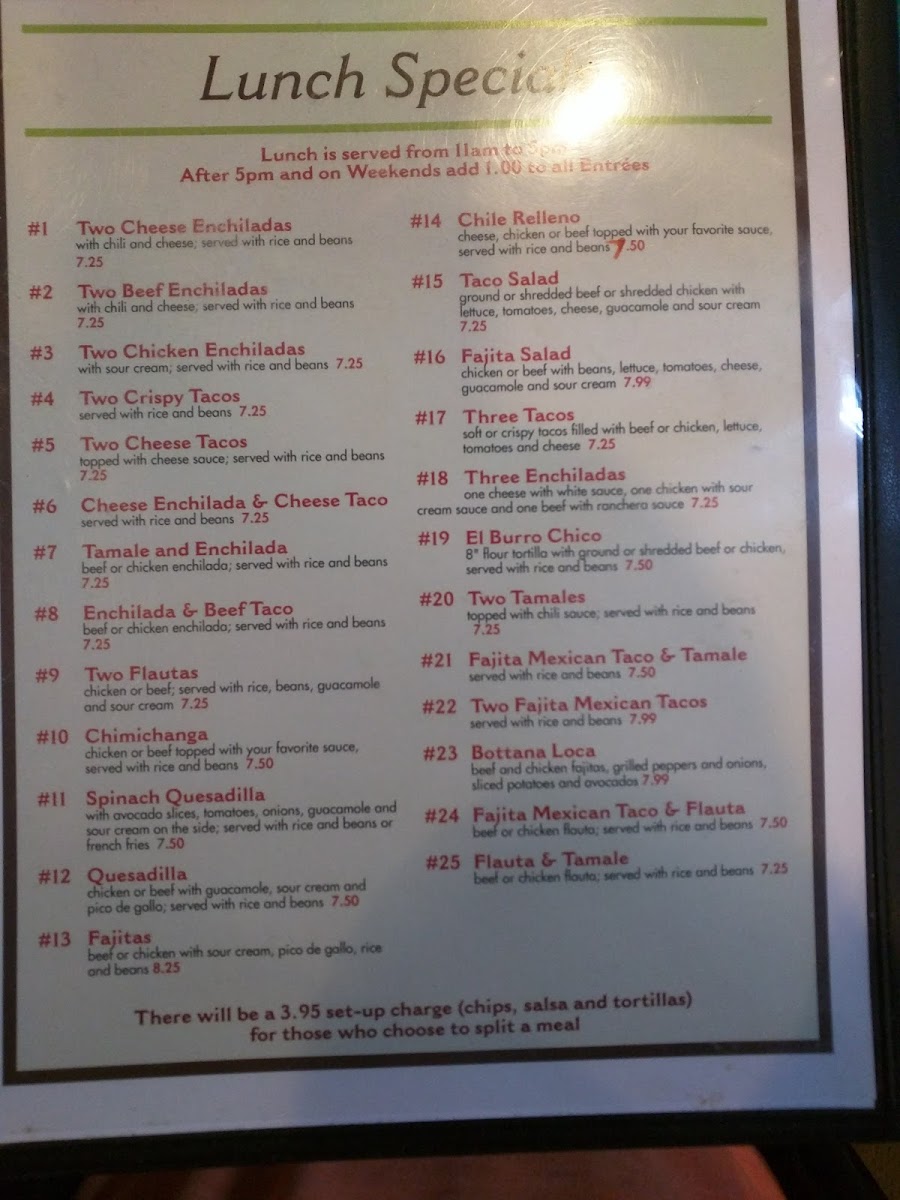 Lunch Specials
Lunch is served from 11am to 5pm
After 5pm and on Weekends add 1.00 to all Entrées
#1 Two Cheese Enchiladas
with chili and cheese; served with rice and beans
7.25
#2 Two Beef Enchiladas
with chili and cheese; served with rice and beans
7.25
#3 Two Chicken Enchiladas
with sour cream; served with rice and beans 7.25
#4 Two Crispy Tacos
served with rice and beans 7.25
#5 Two Cheese Tacos
topped with cheese sauce; served with rice and beans
7.25
#6 Cheese Enchilada & Cheese Taco
served with rice and beans 7.25
#7 Tamale and Enchilada
beef or chicken enchilada; served with rice and beans
7.25
#8 Enchilada & Beef Taco
beef or chicken enchilada; served with rice and beans
7.25
#9 Two Flautas
chicken or beef; served with rice, beans, guacamole
and sour cream 7.25
#10 Chimichanga
chicken or beef topped with your favorite sauce,
served with rice and beans 7.50
#11 Spinach Quesadilla
with avocado slices, tomatoes, onions, guacamole and
sour cream on the side; served with rice and beans or
french fries 7.50
#12 Quesadilla
chicken or beef with guacamole, sour cream and
pico de gallo; served with rice and beans 7.50
#13 Fajitas
beef or chicken with sour cream, pico de gallo, rice
and beans 8.25
#14 Chile Relleno
cheese, chicken or beef topped with your favorite sauce,
served with rice and beans 7.50
#15 Taco Salad
ground or shredded beef or shredded chicken with
lettuce, tomatoes, cheese, guacamole and sour cream
7.25
#16 Fajita Salad
chicken or beef with beans, lettuce, tomatoes, cheese,
guacamole and sour cream 7.99
#17 Three Tacos
soft or crispy tacos filled with beef or chicken, lettuce,
tomatoes and cheese 7.25
#18 Three Enchiladas
one cheese with white sauce, one chicken with sour
cream sauce and one beef with ranchera sauce 7.25
#19 El Burro Chico
8" flour tortilla with ground or shredded beef or chicken,
served with rice and beans 7.50
#20 Two Tamales
topped with chili sauce; served with rice and beans
7.25
#21 Fajita Mexican Taco & Tamale
served with rice and beans 7.50
#22 Two Fajita Mexican Tacos
served with rice and beans 7.99
#23 Bottana Loca
beef and chicken fajitas, grilled peppers and onions,
sliced potatoes and avocados 7.99
#24 Fajita Mexican Taco & Flauta
beef or chicken flauta; served with rice and beans 7.50
#25 Flauta & Tamale
beef or chicken flauta; served with rice and beans 7.25
There will be a 3.95 set-up charge (chips, salsa and tortillas)
for those who choose to split a meal